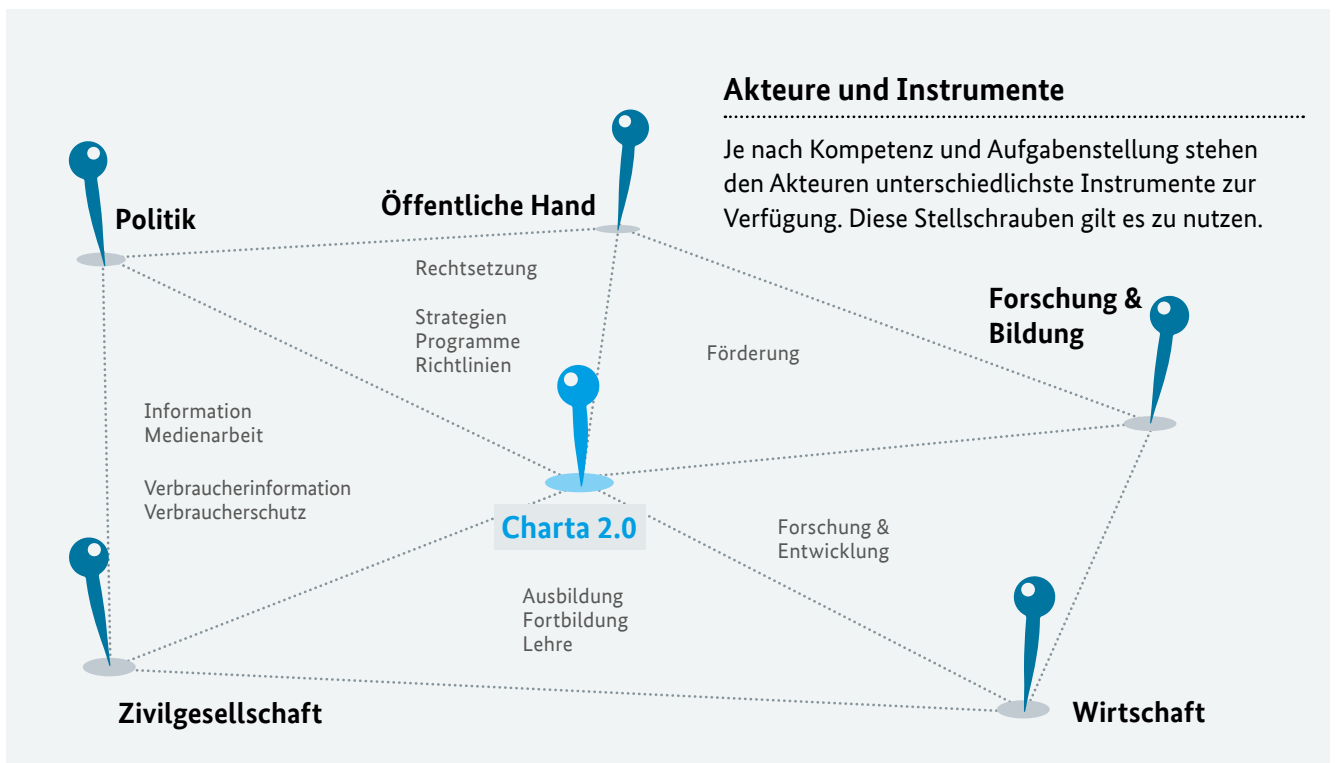 Akteure und Instrumente
Je nach Kompetenz und Aufgabenstellung stehen
den Akteuren unterschiedlichste Instrumente zur
Verfügung. Diese Stellschrauben gilt es zu nutzen.
Politik
Öffentliche Hand
Rechtsetzung
Strategien
Programme
Richtlinien
Forschung &
Bildung
Förderung
Information
Medienarbeit
Verbraucherinformation
Verbraucherschutz
Charta 2.0
Forschung &
Entwicklung
Ausbildung
Fortbildung
Lehre
Zivilgesellschaft
Wirtschaft